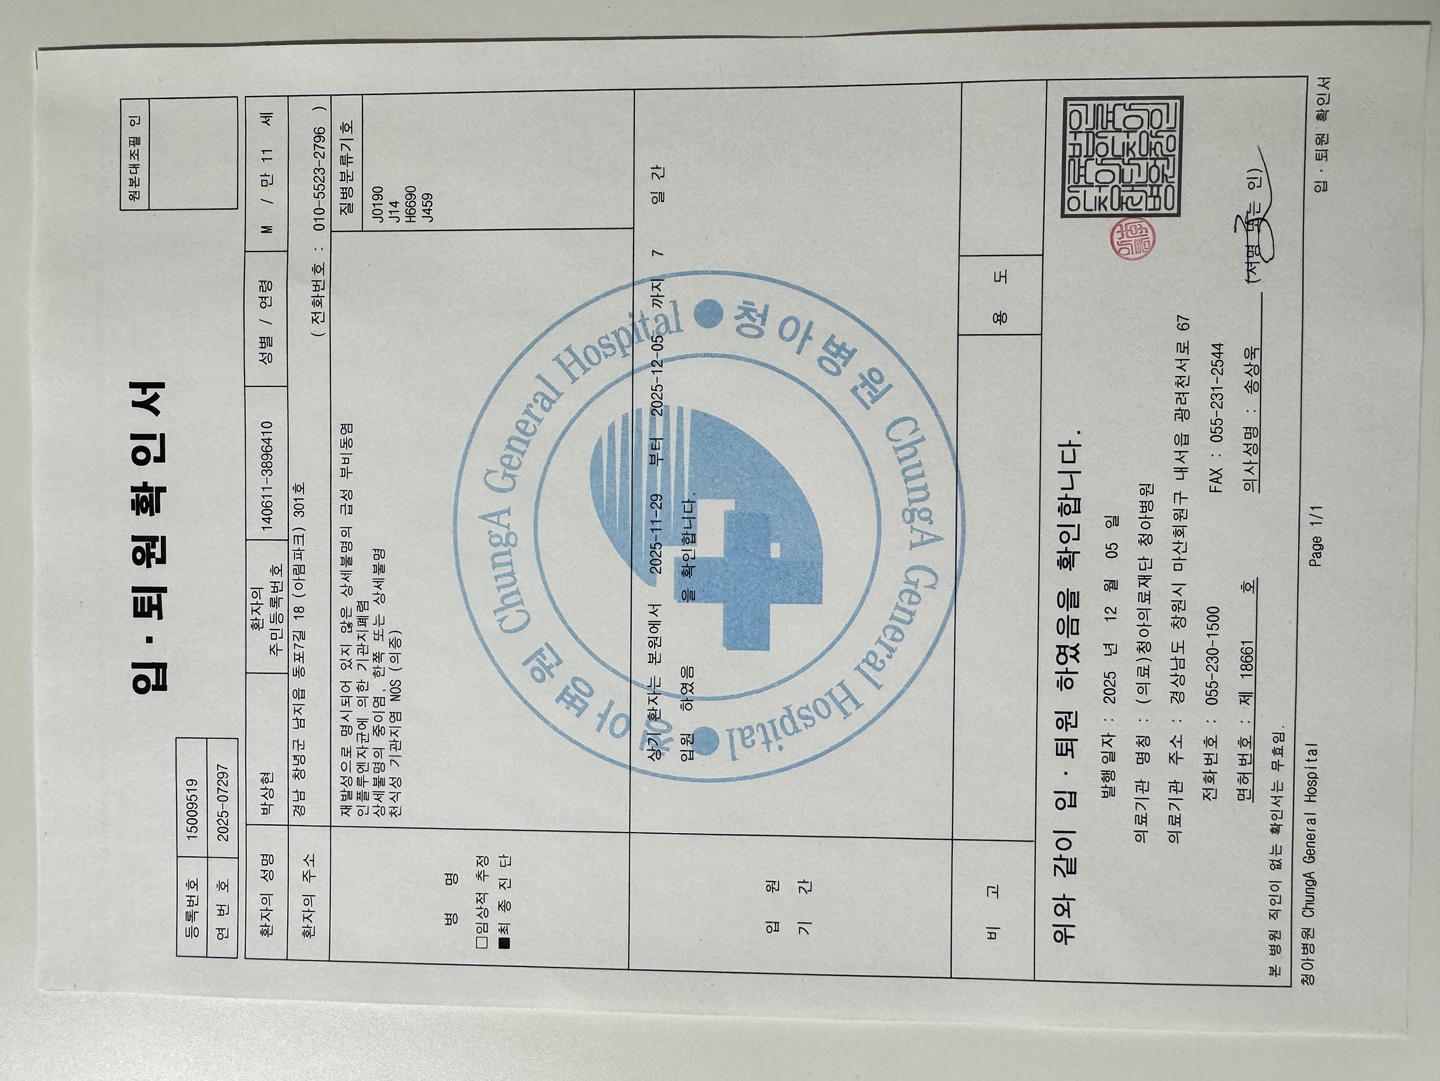 원본대조필 인
입·퇴원확인서
등록번호 15009519
연 번 호 2025-07297
환자의 성명 박상현 환자의 주민등록번호 140611-3896410 성별 / 연령 M / 만 11 세
환자의 주소 경남 창녕군 남지읍 동포7길 18 (아림파크) 301호 ( 전화번호 : 010-5523-2796 )
병 명
□임상적 추정
■최 종 진 단
재발성으로 명시되어 있지 않은 상세불명의 급성 부비동염
인플루엔자균에 의한 기관지폐렴
상세불명의 중이염, 한쪽 또는 상세불명
천식성 기관지염 NOS (의증)
질병분류기호
J0190
J14
H6690
J459
입 원
기 간
상기 환자는 본원에서 2025-11-29 부터 2025-12-05 까지 7 일 간
입원 하였음 을 확인합니다.
청아병원 ChungA General Hospital
청아병원 ChungA General Hospital
비 고
용 도
위와 같이 입·퇴원 하였음을 확인합니다.
발행일자 : 2025 년 12 월 05 일
의료기관 명칭 : (의료)청아의료재단 청아병원
의료기관 주소 : 경상남도 창원시 마산회원구 내서읍 광려천서로 67
전화번호 : 055-230-1500 FAX : 055-231-2544
면허번호 : 제 18661 호 의사성명 : 송상욱 (서명 또는 인)
본 병원 직인이 없는 확인서는 무효임.
청아병원 ChungA General Hospital Page 1/1 입·퇴원 확인서